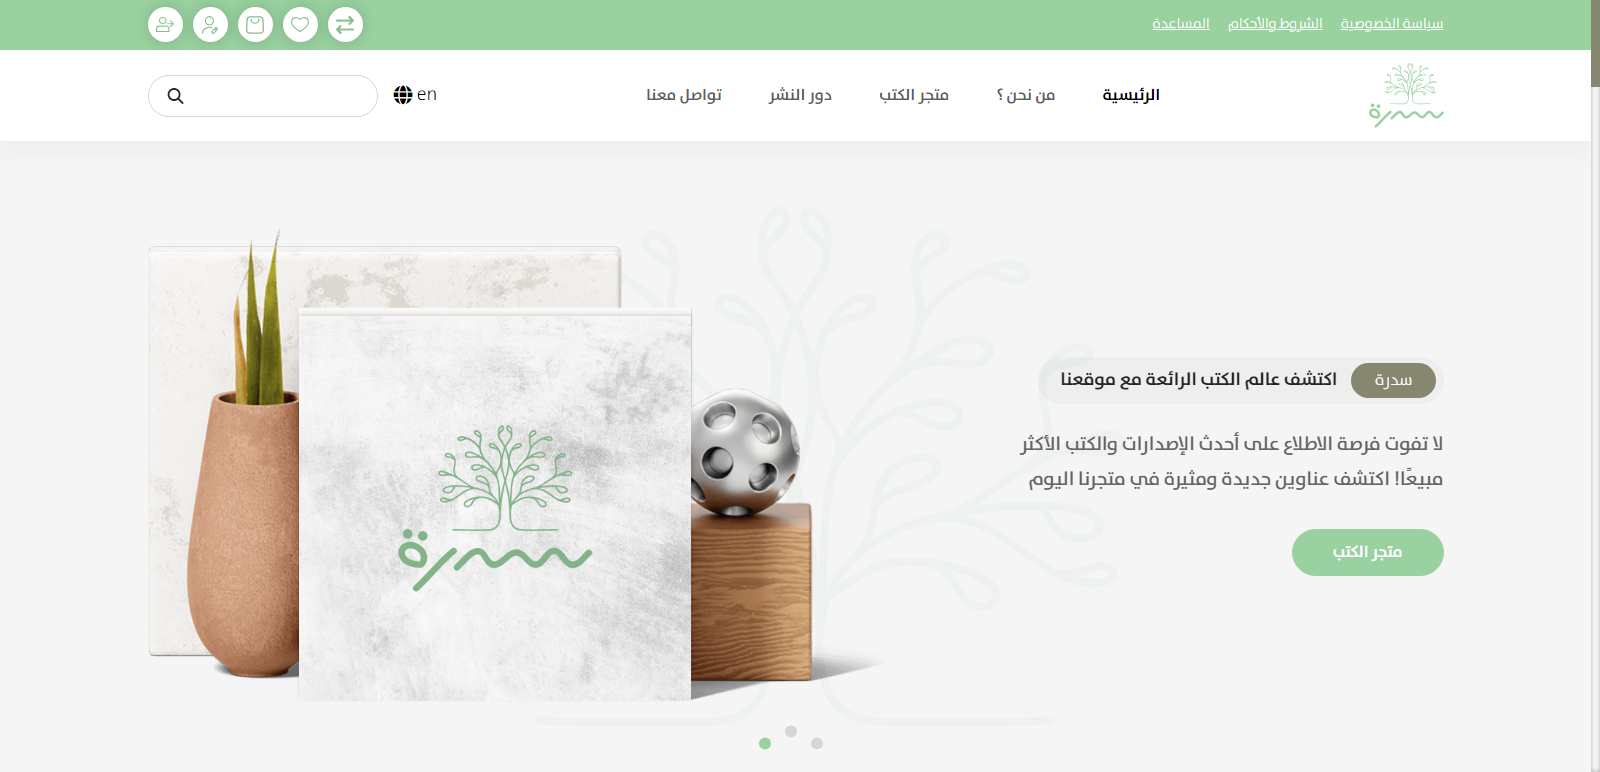 سياسة الخصوصية
الشروط والأحكام
المساعدة
سدرة
الرئيسية
من نحن ؟
متجر الكتب
دور النشر
تواصل معنا
en
سدرة
اكتشف عالم الكتب الرائعة مع موقعنا
لا تفوت فرصة الاطلاع على أحدث الإصدارات والكتب الأكثر
مبيعًا! اكتشف عناوين جديدة ومثيرة في متجرنا اليوم
متجر الكتب
سدرة